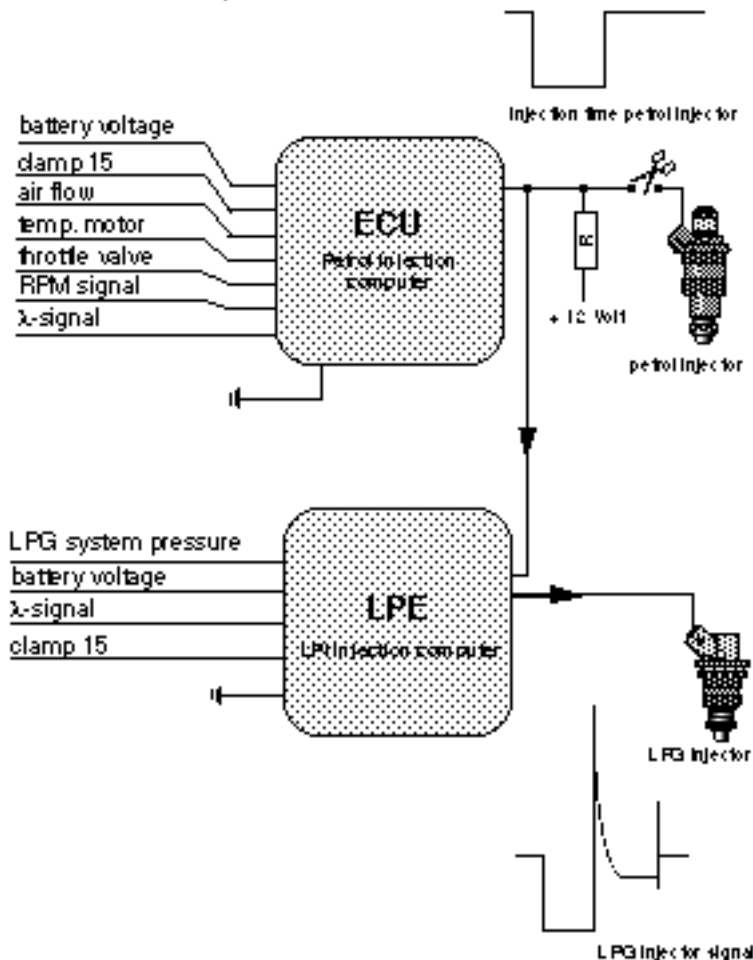 Injection time petrol injector
battery voltage
clamp 15
air flow
temp. motor
throttle valve
RPM signal
λ-signal
ECU
Petrol injection
computer
R
+ 12 Volt
petrol injector
LPG system pressure
battery voltage
λ-signal
clamp 15
LPE
LPI injection computer
LPG injector
LPG injector signal